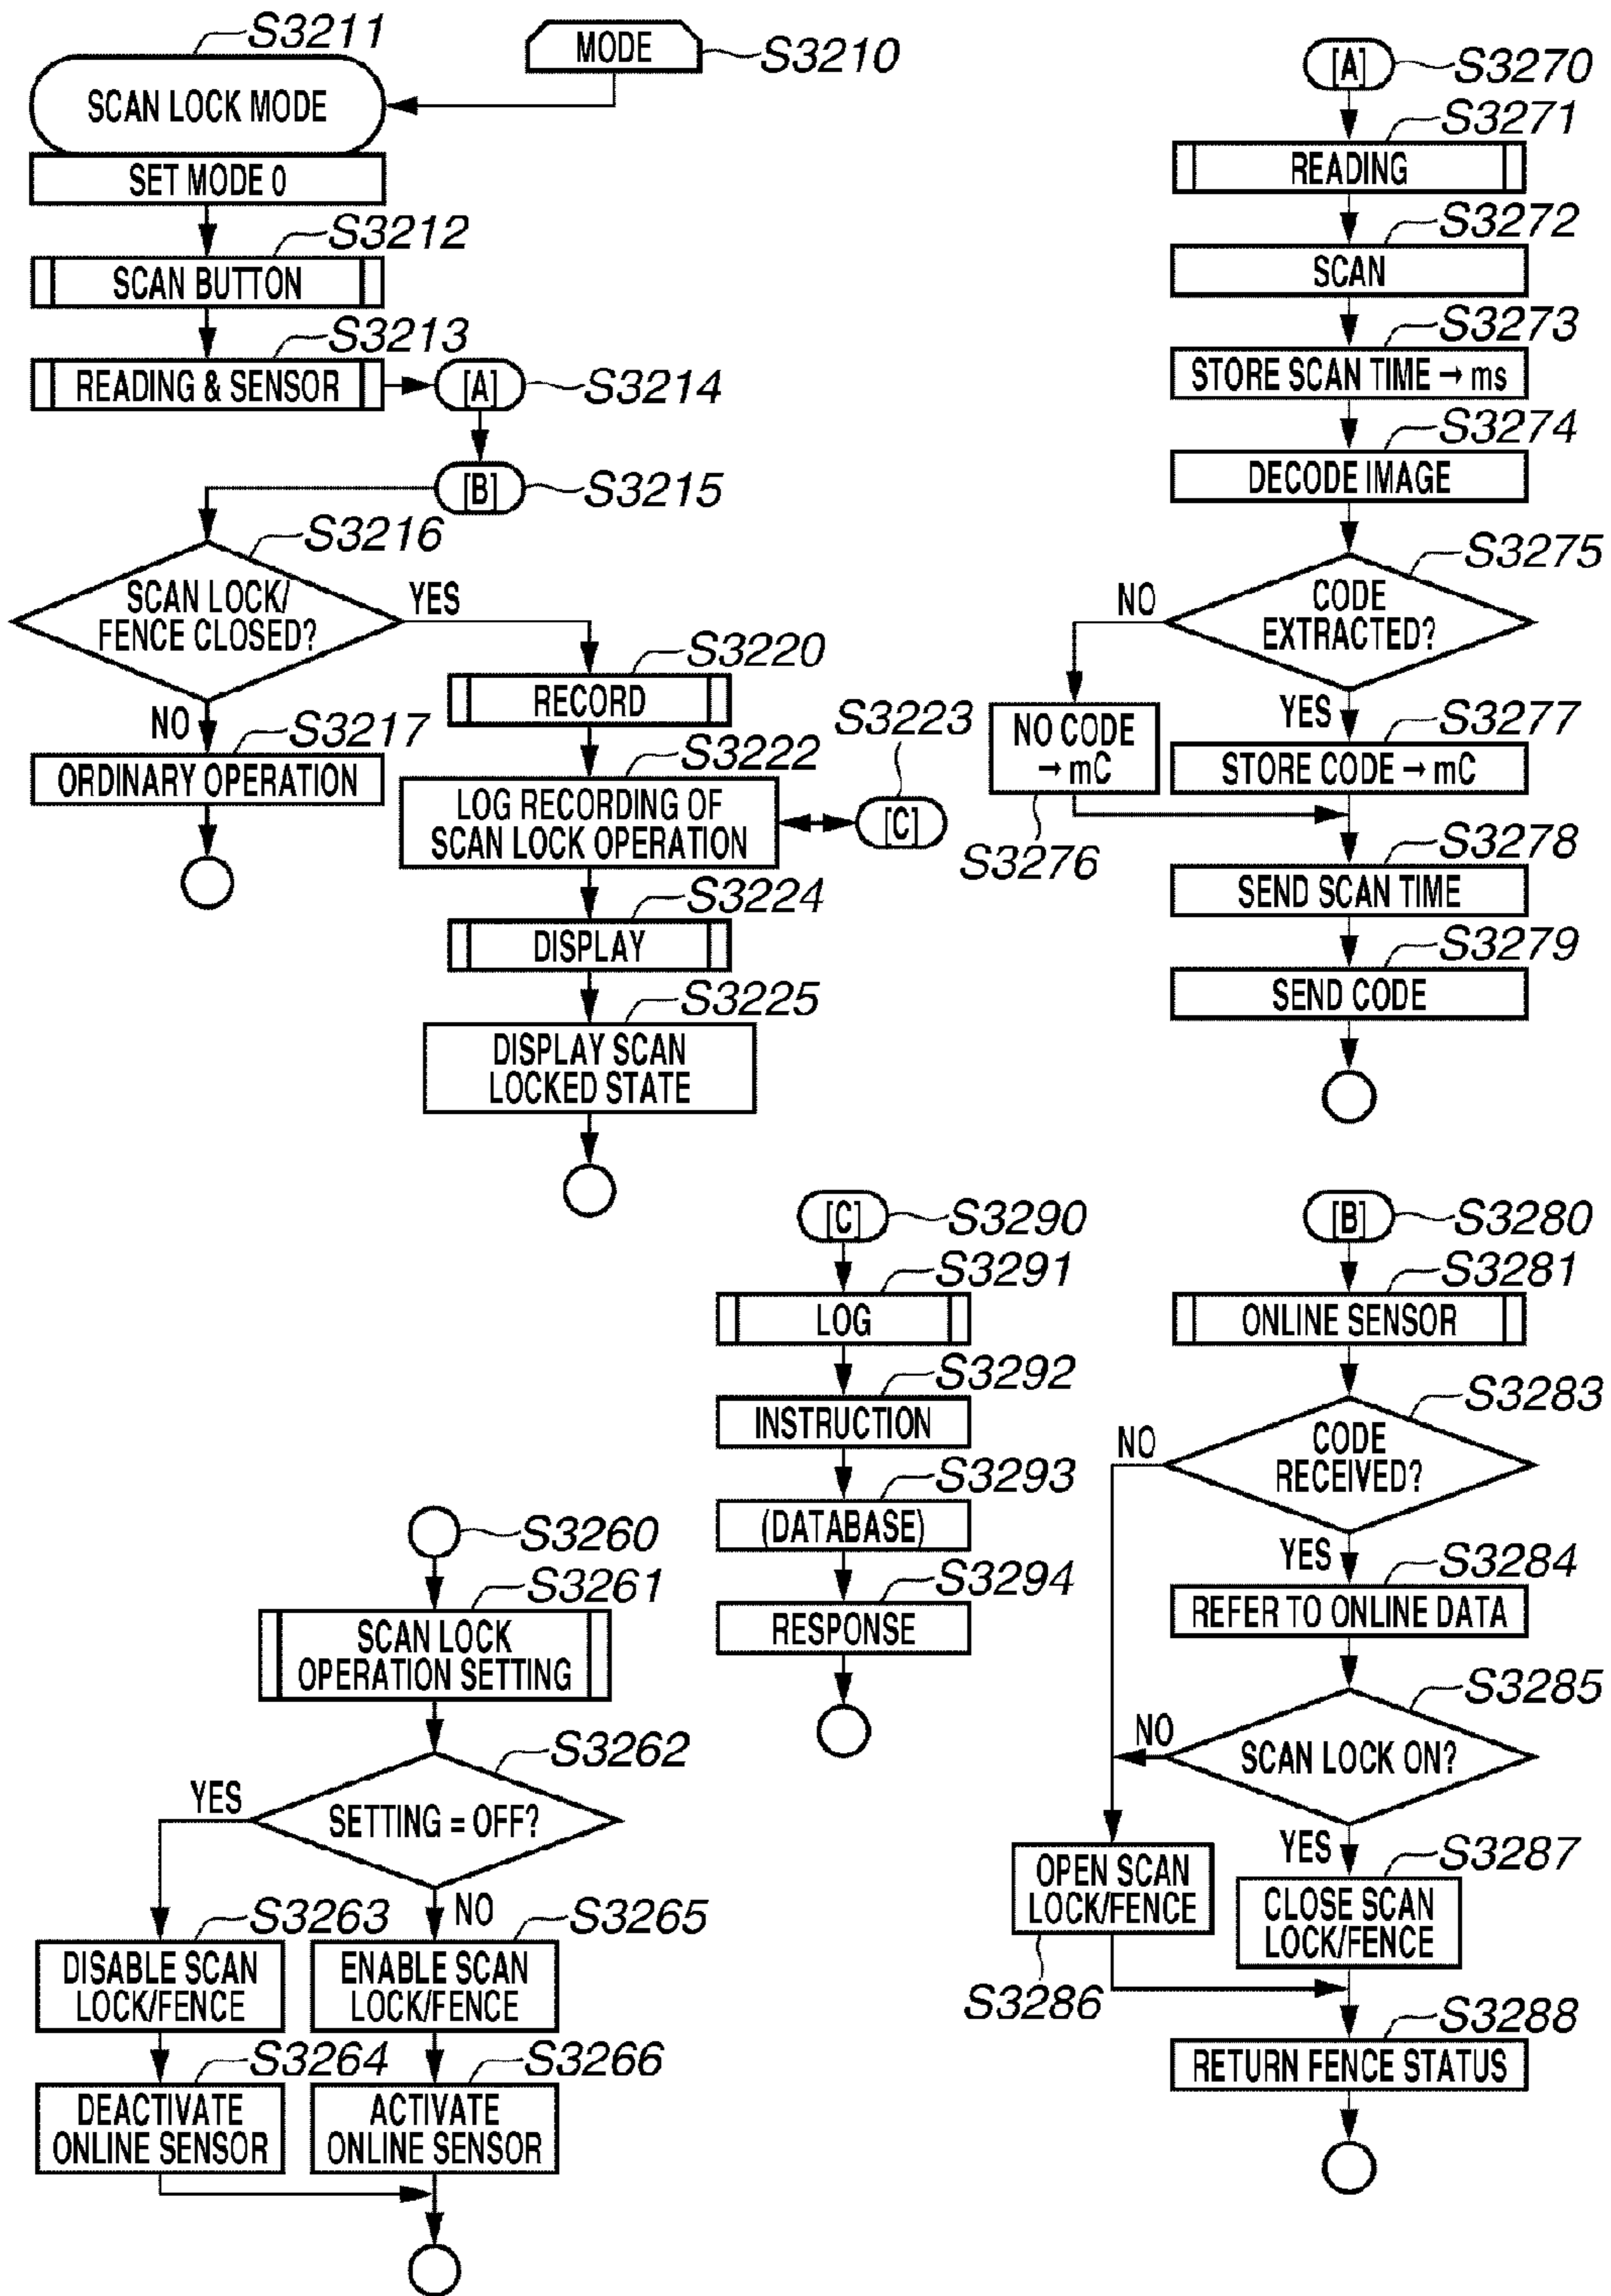 S3211
MODE
S3210
SCAN LOCK MODE
SET MODE 0
S3212
SCAN BUTTON
S3213
READING & SENSOR
[A]
S3214
[B]
S3215
S3216
SCAN LOCK/
FENCE CLOSED?
YES
NO
S3217
ORDINARY OPERATION
S3220
RECORD
S3222
LOG RECORDING OF
SCAN LOCK OPERATION
S3223
[C]
S3224
DISPLAY
S3225
DISPLAY SCAN
LOCKED STATE
[A]
S3270
S3271
READING
S3272
SCAN
S3273
STORE SCAN TIME → ms
S3274
DECODE IMAGE
S3275
CODE
EXTRACTED?
NO
YES
NO CODE
→ mC
S3276
S3277
STORE CODE → mC
S3278
SEND SCAN TIME
S3279
SEND CODE
S3260
S3261
SCAN LOCK
OPERATION SETTING
S3262
SETTING = OFF?
YES
NO
S3263
DISABLE SCAN
LOCK/FENCE
S3264
DEACTIVATE
ONLINE SENSOR
S3265
ENABLE SCAN
LOCK/FENCE
S3266
ACTIVATE
ONLINE SENSOR
[C]
S3290
S3291
LOG
S3292
INSTRUCTION
S3293
(DATABASE)
S3294
RESPONSE
[B]
S3280
S3281
ONLINE SENSOR
S3283
CODE
RECEIVED?
NO
YES
S3284
REFER TO ONLINE DATA
S3285
SCAN LOCK ON?
NO
YES
OPEN SCAN
LOCK/FENCE
S3286
S3287
CLOSE SCAN
LOCK/FENCE
S3288
RETURN FENCE STATUS